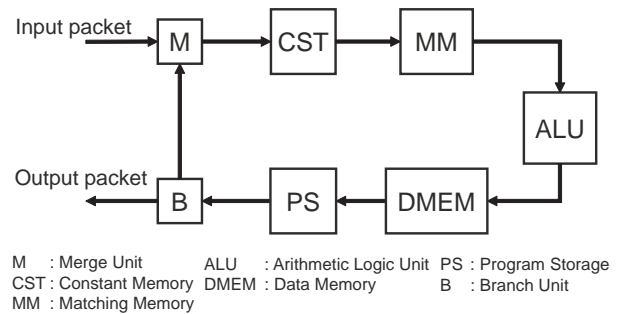 Input packet
M
CST
MM
ALU
Output packet
B
PS
DMEM
M : Merge Unit
ALU : Arithmetic Logic Unit
PS : Program Storage
CST : Constant Memory
DMEM : Data Memory
B : Branch Unit
MM : Matching Memory